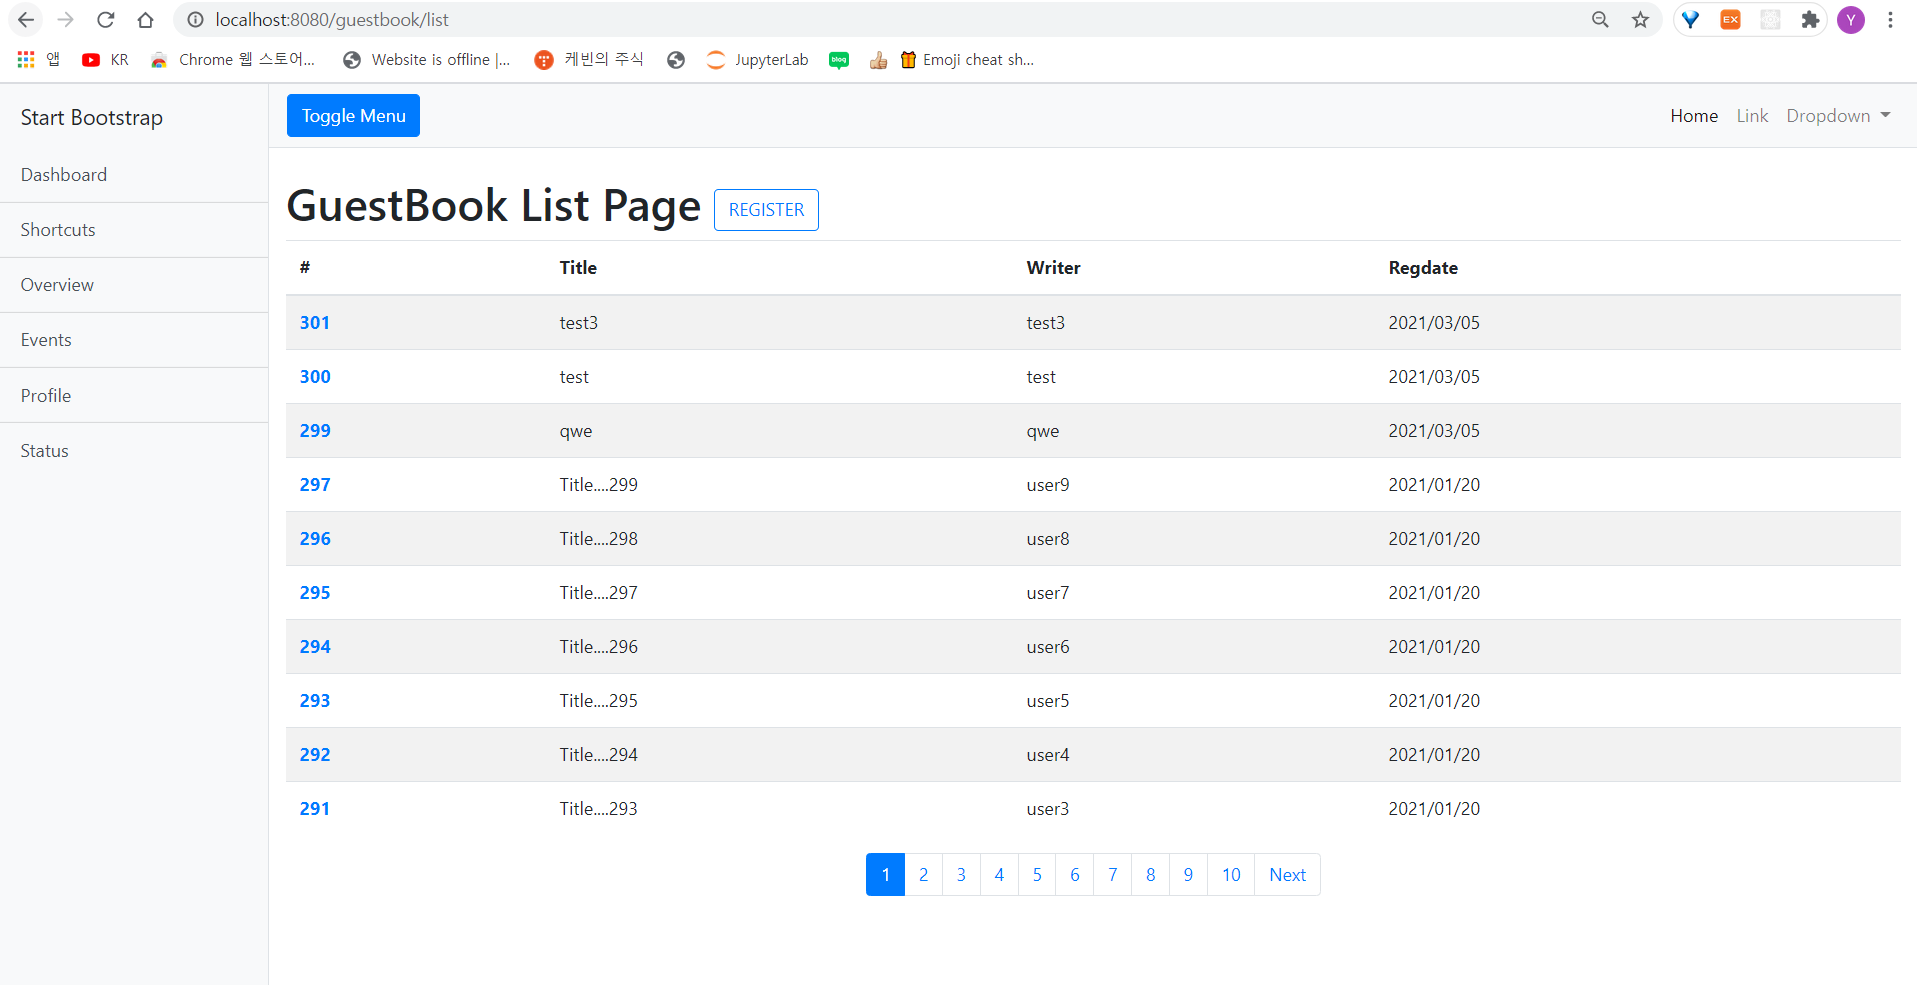 localhost:8080/guestbook/list
EX
Y
앱 KR Chrome 웹 스토어... Website is offline |... 케빈의 주식 JupyterLab blog Emoji cheat sh...
Start Bootstrap
Toggle Menu
Home Link Dropdown
Dashboard
Shortcuts
Overview
Events
Profile
Status
GuestBook List Page REGISTER
# Title Writer Regdate
301 test3 test3 2021/03/05
300 test test 2021/03/05
299 qwe qwe 2021/03/05
297 Title....299 user9 2021/01/20
296 Title....298 user8 2021/01/20
295 Title....297 user7 2021/01/20
294 Title....296 user6 2021/01/20
293 Title....295 user5 2021/01/20
292 Title....294 user4 2021/01/20
291 Title....293 user3 2021/01/20
1 2 3 4 5 6 7 8 9 10 Next